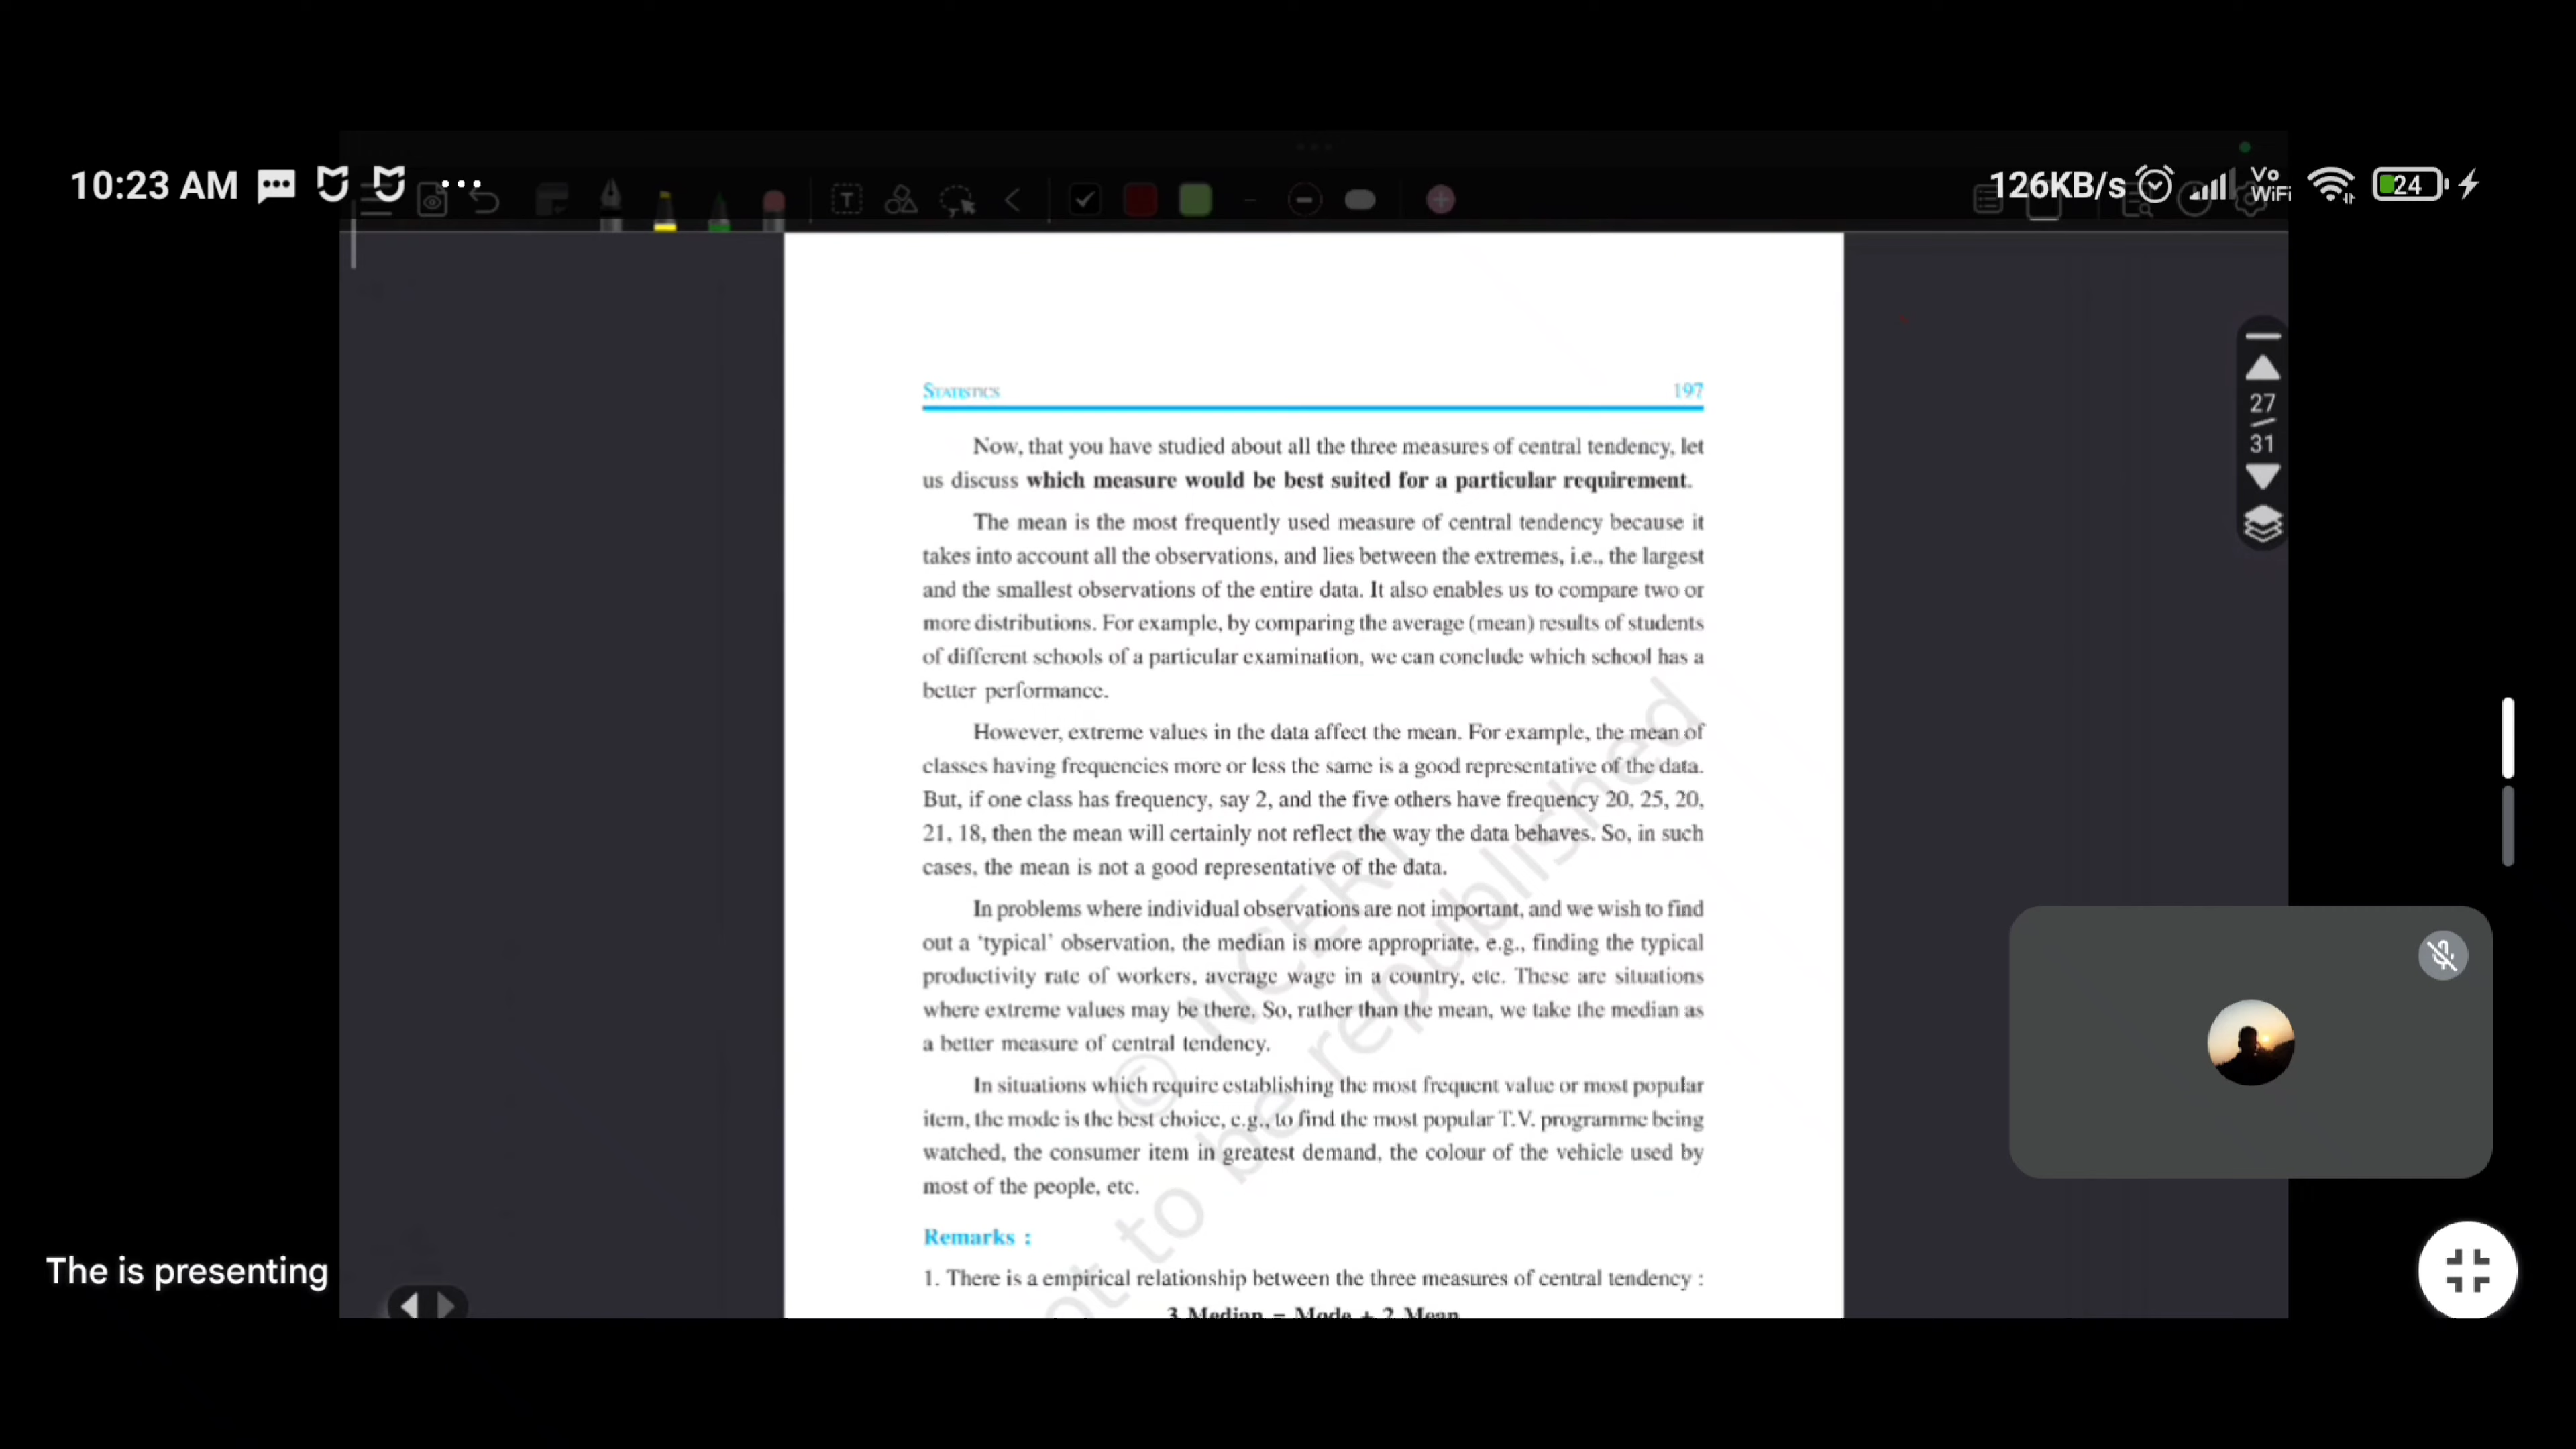 10:23 AM
126KB/s
Vo
WiFi
24
T
27
31
STATISTICS 197
Now, that you have studied about all the three measures of central tendency, let
us discuss which measure would be best suited for a particular requirement.
The mean is the most frequently used measure of central tendency because it
takes into account all the observations, and lies between the extremes, i.e., the largest
and the smallest observations of the entire data. It also enables us to compare two or
more distributions. For example, by comparing the average (mean) results of students
of different schools of a particular examination, we can conclude which school has a
better performance.
However, extreme values in the data affect the mean. For example, the mean of
classes having frequencies more or less the same is a good representative of the data.
But, if one class has frequency, say 2, and the five others have frequency 20, 25, 20,
21, 18, then the mean will certainly not reflect the way the data behaves. So, in such
cases, the mean is not a good representative of the data.
In problems where individual observations are not important, and we wish to find
out a ‘typical’ observation, the median is more appropriate, e.g., finding the typical
productivity rate of workers, average wage in a country, etc. These are situations
where extreme values may be there. So, rather than the mean, we take the median as
a better measure of central tendency.
In situations which require establishing the most frequent value or most popular
item, the mode is the best choice, e.g., to find the most popular T.V. programme being
watched, the consumer item in greatest demand, the colour of the vehicle used by
most of the people, etc.
Remarks :
1. There is a empirical relationship between the three measures of central tendency :
3 Median = Mode + 2 Mean
© NCERT
not to be republished
The is presenting